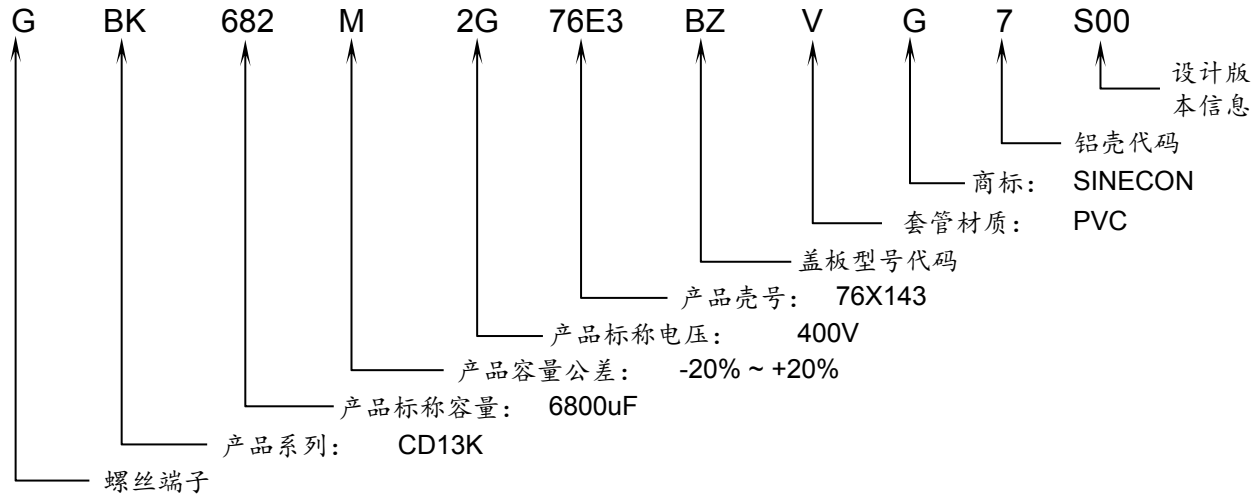 G BK 682 M 2G 76E3 BZ V G 7 S00
设计版
本信息
铝壳代码
商标： SINECON
套管材质： PVC
盖板型号代码
产品壳号： 76X143
产品标称电压： 400V
产品容量公差： -20% ~ +20%
产品标称容量： 6800uF
产品系列： CD13K
螺丝端子